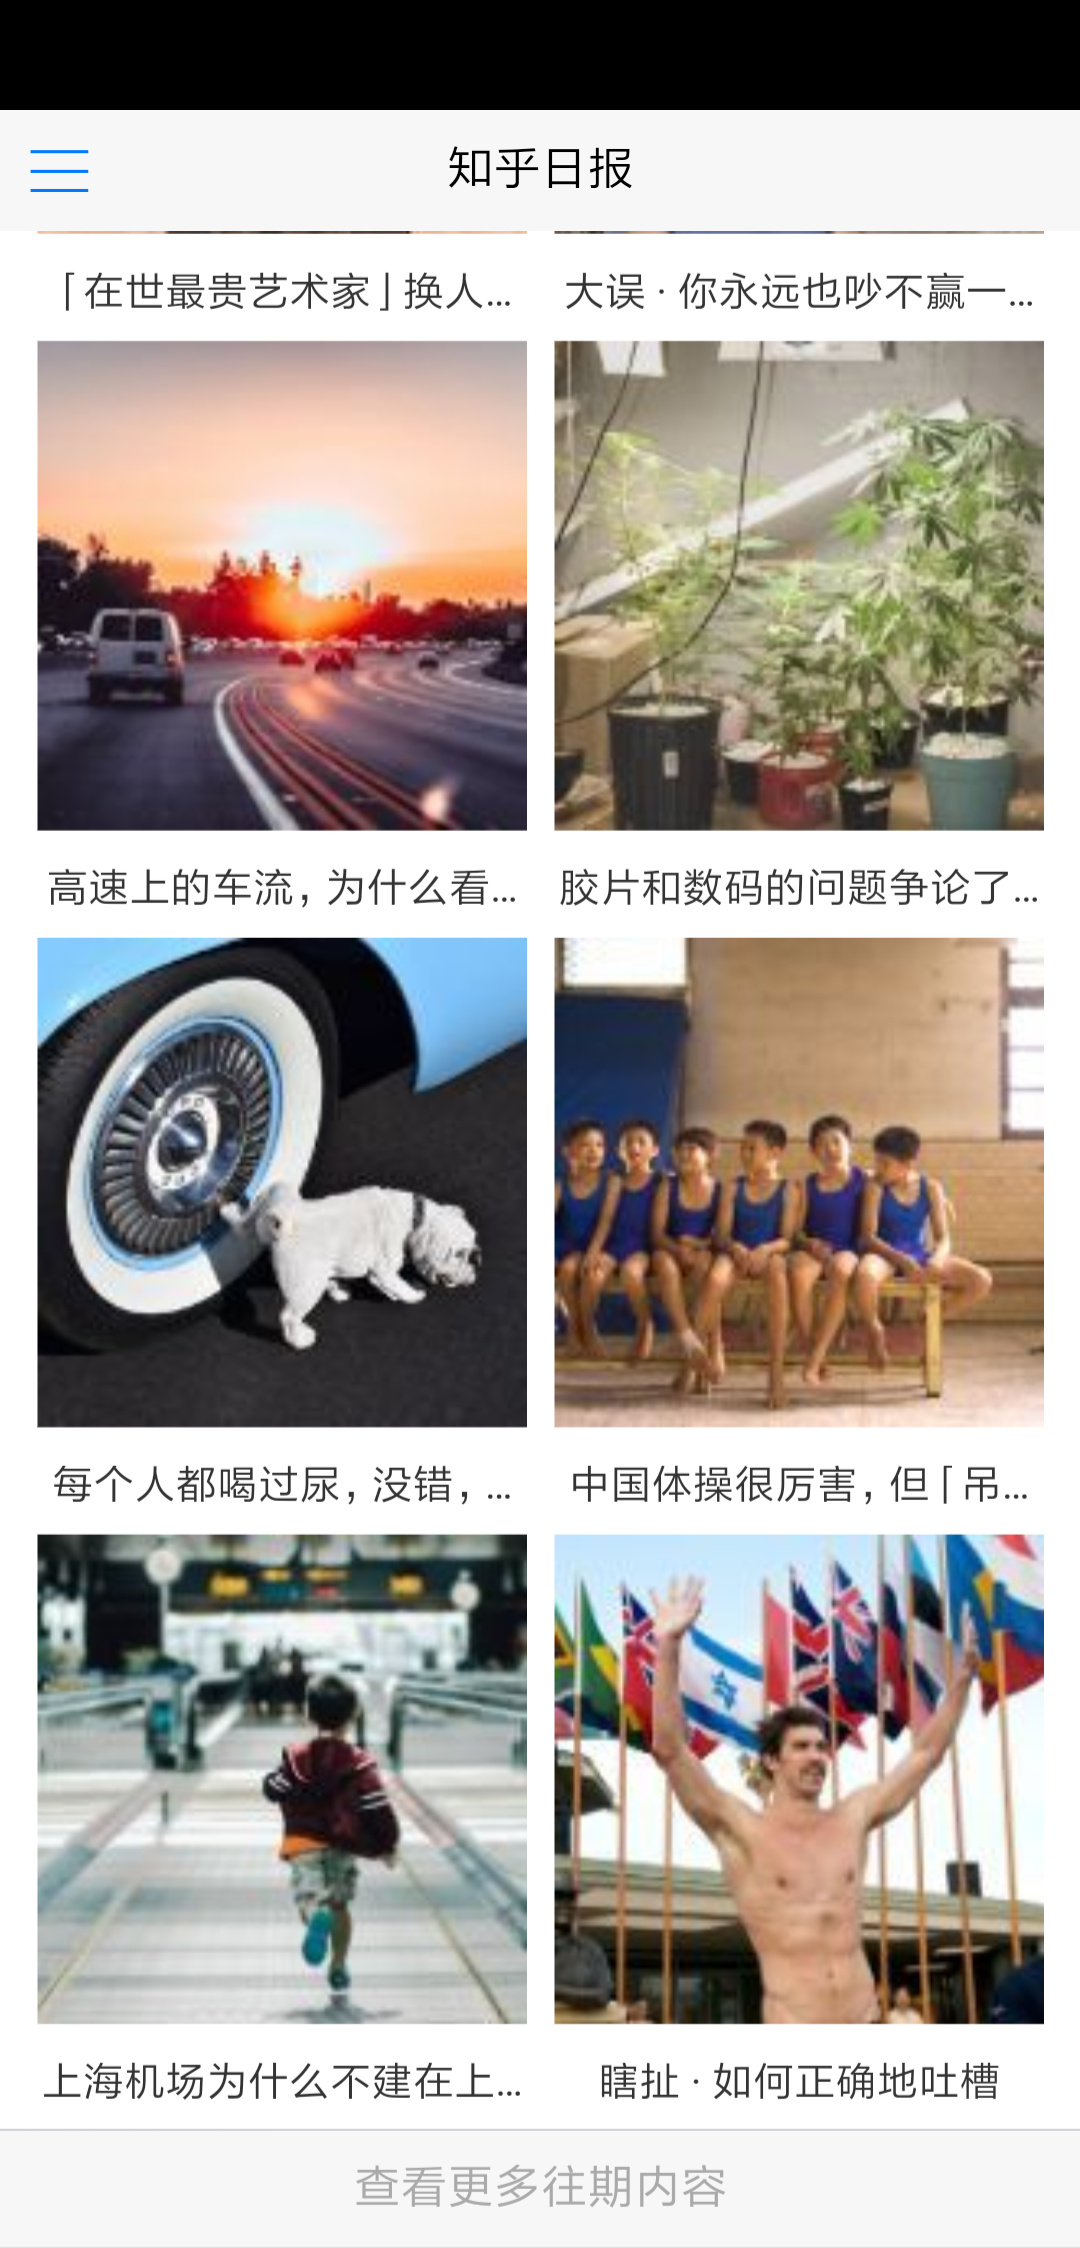 知乎日报
「在世最贵艺术家」换人...
大误 · 你永远也吵不赢一...
高速上的车流，为什么看...
胶片和数码的问题争论了...
每个人都喝过尿，没错，...
中国体操很厉害，但「吊...
上海机场为什么不建在上...
瞎扯 · 如何正确地吐槽
查看更多往期内容